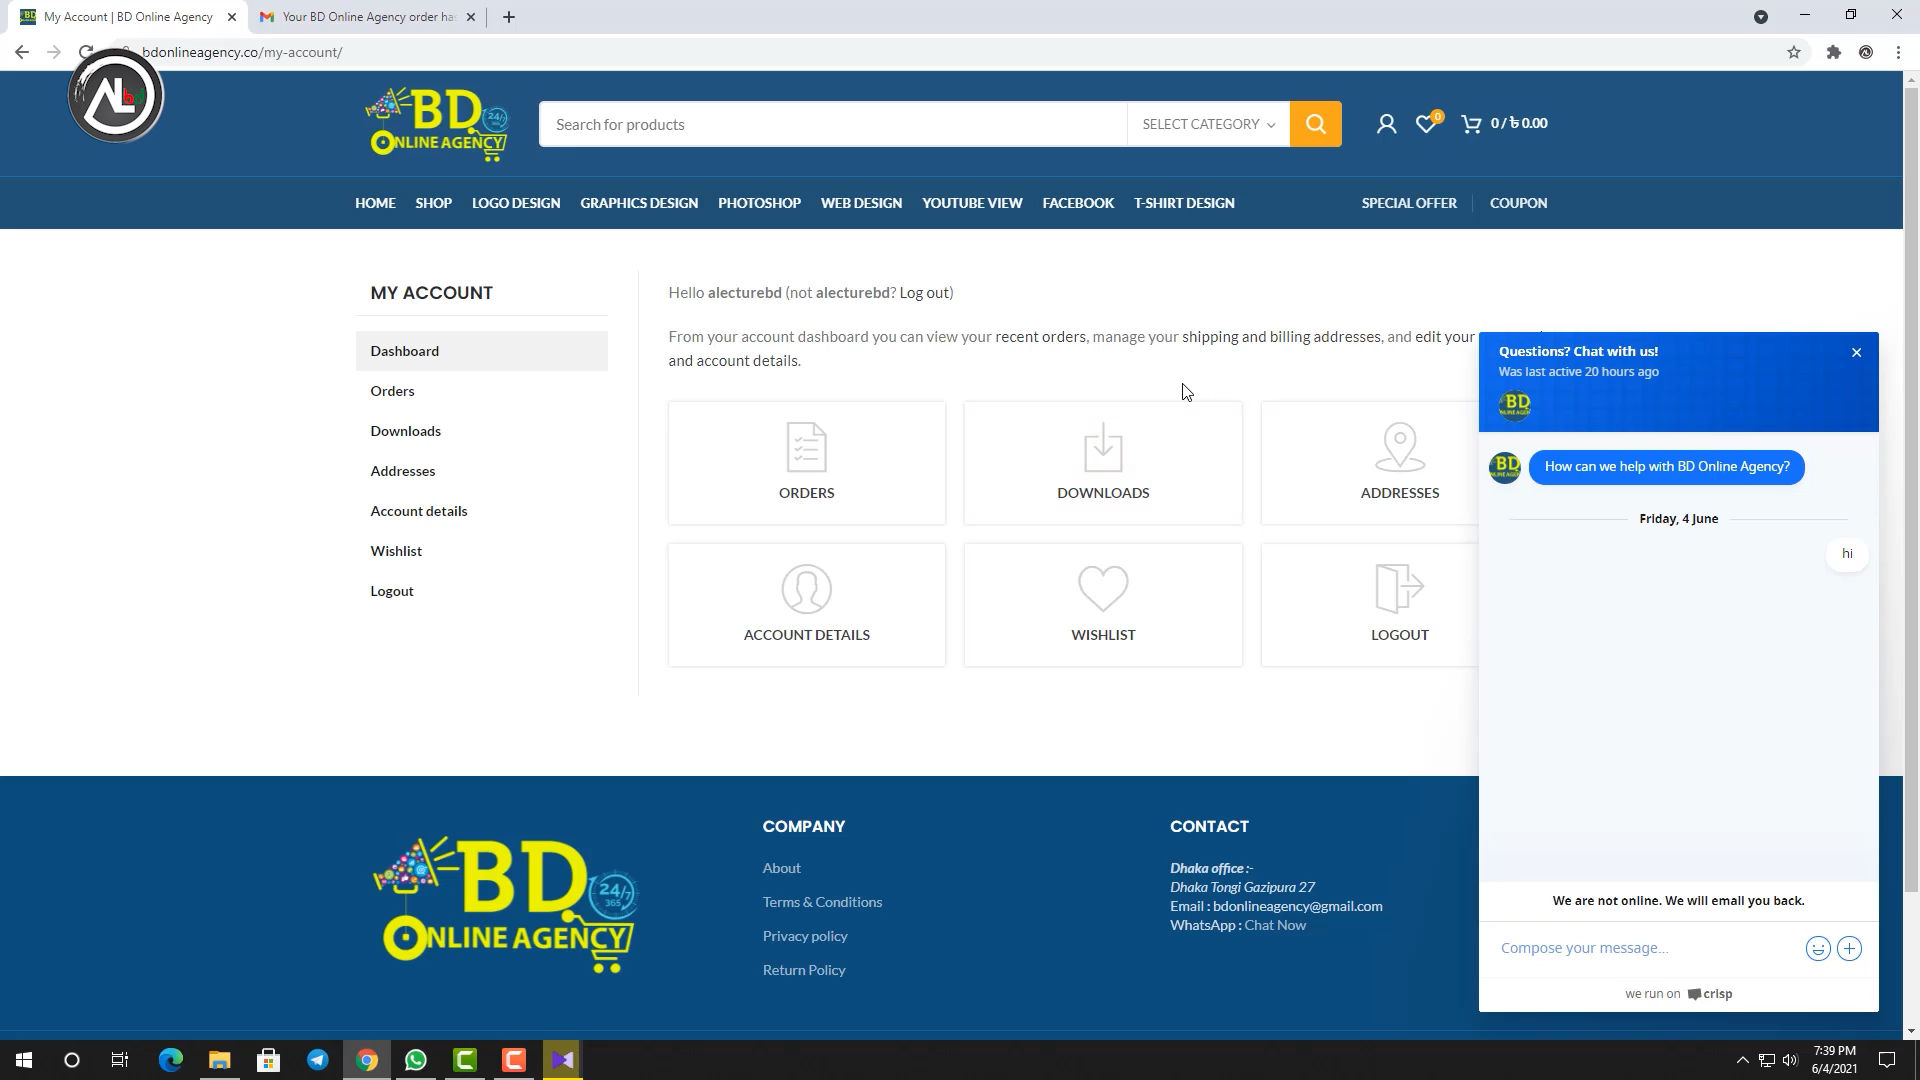 My Account | BD Online Agency
Your BD Online Agency order ha
bdonlineagency.co/my-account/
AL
BD
ONLINE AGENCY
24/7
Search for products
SELECT CATEGORY
0
0 / ৳ 0.00
HOME
SHOP
LOGO DESIGN
GRAPHICS DESIGN
PHOTOSHOP
WEB DESIGN
YOUTUBE VIEW
FACEBOOK
T-SHIRT DESIGN
SPECIAL OFFER
COUPON
MY ACCOUNT
Dashboard
Orders
Downloads
Addresses
Account details
Wishlist
Logout
Hello alecturebd (not alecturebd? Log out)
From your account dashboard you can view your recent orders, manage your shipping and billing addresses, and edit your
and account details.
ORDERS
DOWNLOADS
ADDRESSES
ACCOUNT DETAILS
WISHLIST
LOGOUT
Questions? Chat with us!
Was last active 20 hours ago
How can we help with BD Online Agency?
Friday, 4 June
hi
We are not online. We will email you back.
Compose your message...
we run on crisp
BD
24/7
365
ONLINE AGENCY
COMPANY
About
Terms & Conditions
Privacy policy
Return Policy
CONTACT
Dhaka office :-
Dhaka Tongi Gazipura 27
Email : bdonlineagency@gmail.com
WhatsApp : Chat Now
7:39 PM
6/4/2021